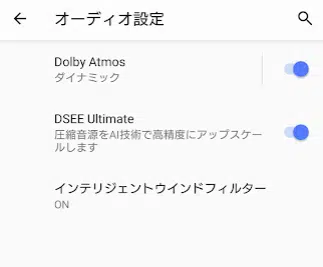 オーディオ設定
Dolby Atmos
ダイナミック
DSEE Ultimate
圧縮音源をAI技術で高精度にアップスケー
ルします
インテリジェントウインドフィルター
ON